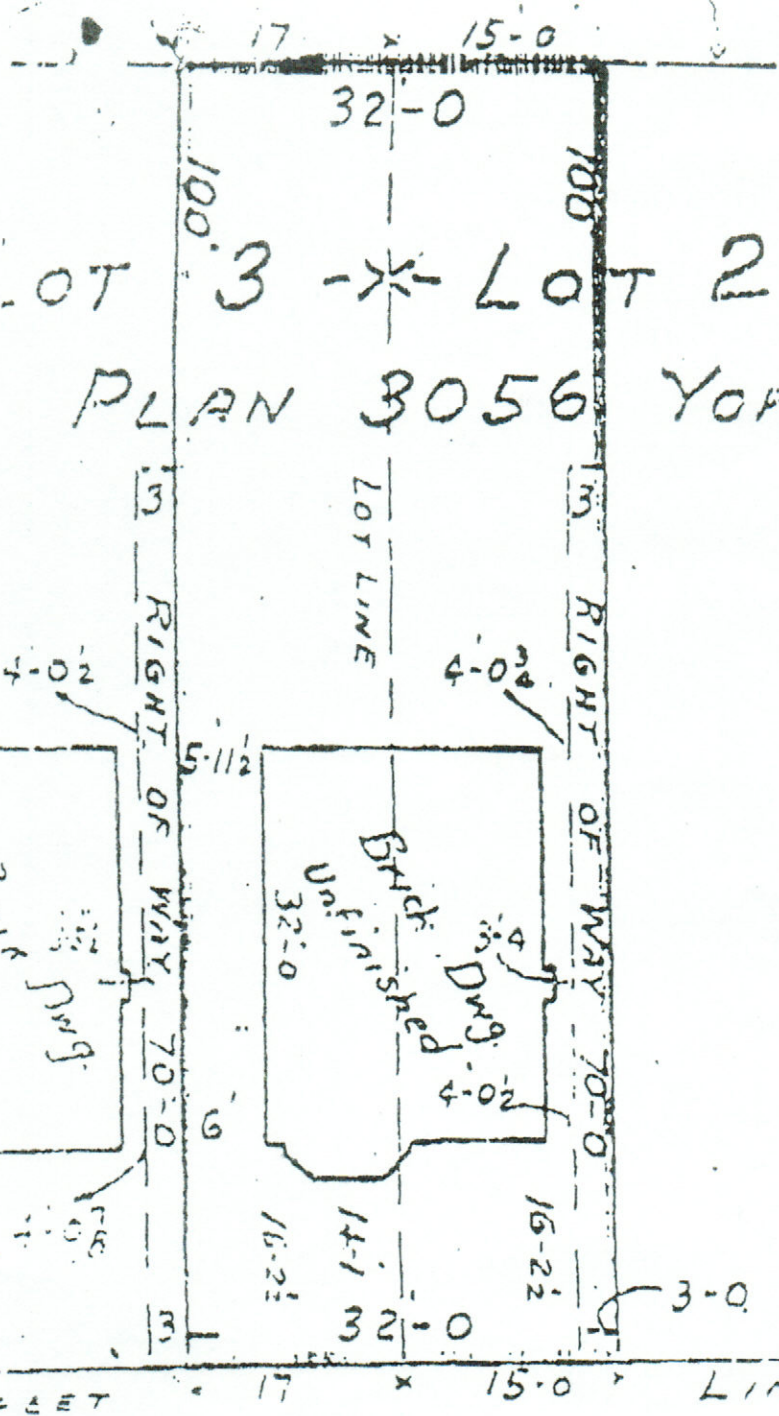 17 x 15-0
32-0
100
100
LOT 3 -X- LOT 2
PLAN 3056
3
3
LOT LINE
RIGHT OF WAY 70-0
RIGHT OF WAY 70-0
4-0½
4-0¾
5-11½
Brick
Unfinished
Dwg.
32-0
3-4
Dwg.
4-0½
6'
16-2½
14-1
16-2½
3-0
3
32-0
17 x 15-0